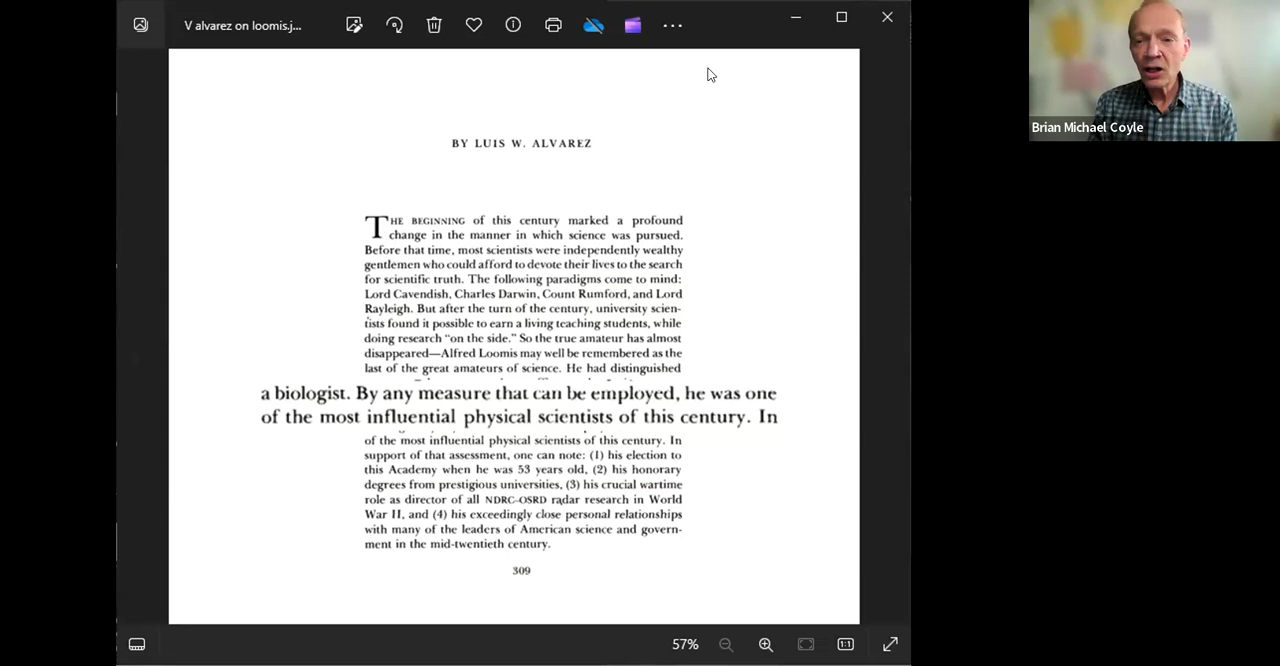 V alvarez on loomis.j...
Brian Michael Coyle
BY LUIS W. ALVAREZ
THE BEGINNING of this century marked a profound
change in the manner in which science was pursued.
Before that time, most scientists were independently wealthy
gentlemen who could afford to devote their lives to the search
for scientific truth. The following paradigms come to mind:
Lord Cavendish, Charles Darwin, Count Rumford, and Lord
Rayleigh. But after the turn of the century, university scien-
tists found it possible to earn a living teaching students, while
doing research "on the side." So the true amateur has almost
disappeared—Alfred Loomis may well be remembered as the
last of the great amateurs of science. He had distinguished
a biologist. By any measure that can be employed, he was one
of the most influential physical scientists of this century. In
of the most influential physical scientists of this century. In
support of that assessment, one can note: (1) his election to
this Academy when he was 53 years old, (2) his honorary
degrees from prestigious universities, (3) his crucial wartime
role as director of all NDRC-OSRD radar research in World
War II, and (4) his exceedingly close personal relationships
with many of the leaders of American science and govern-
ment in the mid-twentieth century.
309
57%
1:1